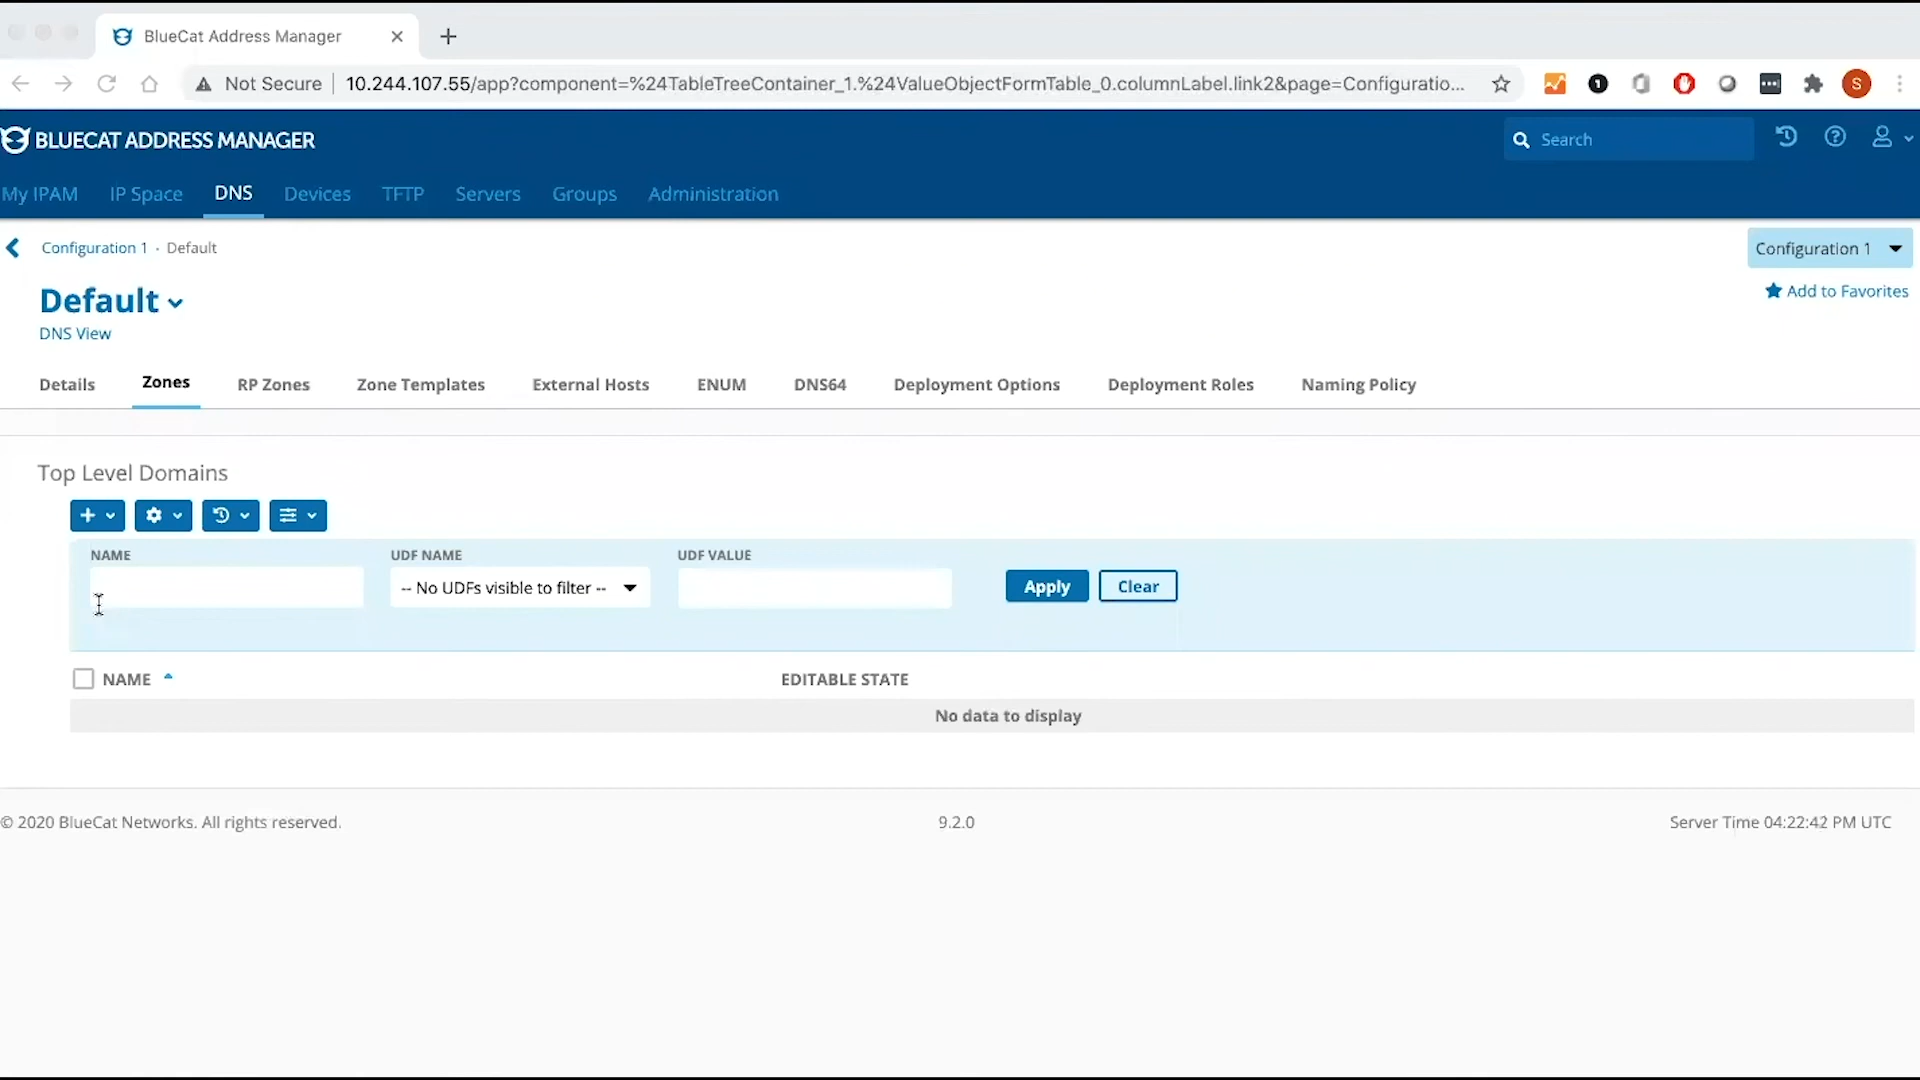 BlueCat Address Manager
Not Secure
10.244.107.55/app?component=%24TableTreeContainer_1.%24ValueObjectFormTable_0.columnLabel.link2&page=Configuratio...
S
BLUECAT ADDRESS MANAGER
Search
My IPAM IP Space DNS Devices TFTP Servers Groups Administration
Configuration 1 · Default
Configuration 1
Default
Add to Favorites
DNS View
Details Zones RP Zones Zone Templates External Hosts ENUM DNS64 Deployment Options Deployment Roles Naming Policy
Top Level Domains
NAME UDF NAME UDF VALUE
-- No UDFs visible to filter -- Apply Clear
NAME EDITABLE STATE
No data to display
© 2020 BlueCat Networks. All rights reserved. 9.2.0 Server Time 04:22:42 PM UTC